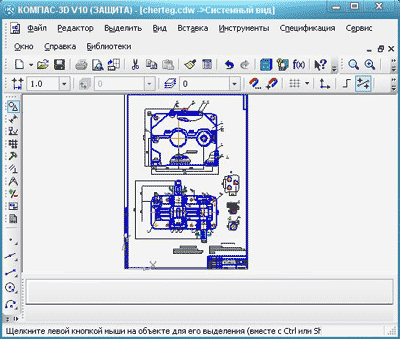 КОМПАС-3D V10 (ЗАЩИТА) - [cherteg.cdw ->Системный вид]
Файл Редактор Выделить Вид Вставка Инструменты Спецификация Сервис
Окно Справка Библиотеки
f(x)
1.0 0 0
Щелкните левой кнопкой мыши на объекте для его выделения (вместе с Ctrl или Sh